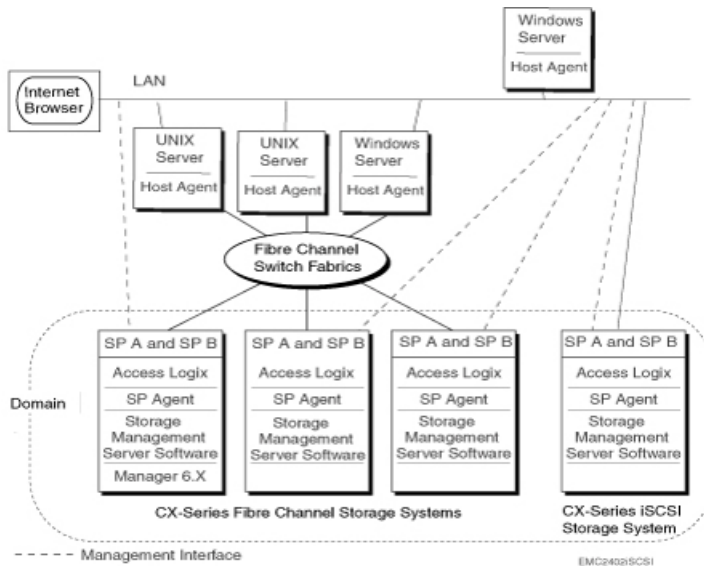 Windows
Server
Host Agent
LAN
Internet
Browser
UNIX
Server
Host Agent
UNIX
Server
Host Agent
Windows
Server
Host Agent
Fibre Channel
Switch Fabrics
SP A and SP B
Access Logix
SP Agent
Storage
Management
Server Software
Manager 6.X
SP A and SP B
Access Logix
SP Agent
Storage
Management
Server Software
SP A and SP B
Access Logix
SP Agent
Storage
Management
Server Software
SP A and SP B
Access Logix
SP Agent
Storage
Management
Server Software
Domain
CX-Series Fibre Channel Storage Systems
CX-Series iSCSI
Storage System
Management Interface
EMC2402iSCSI